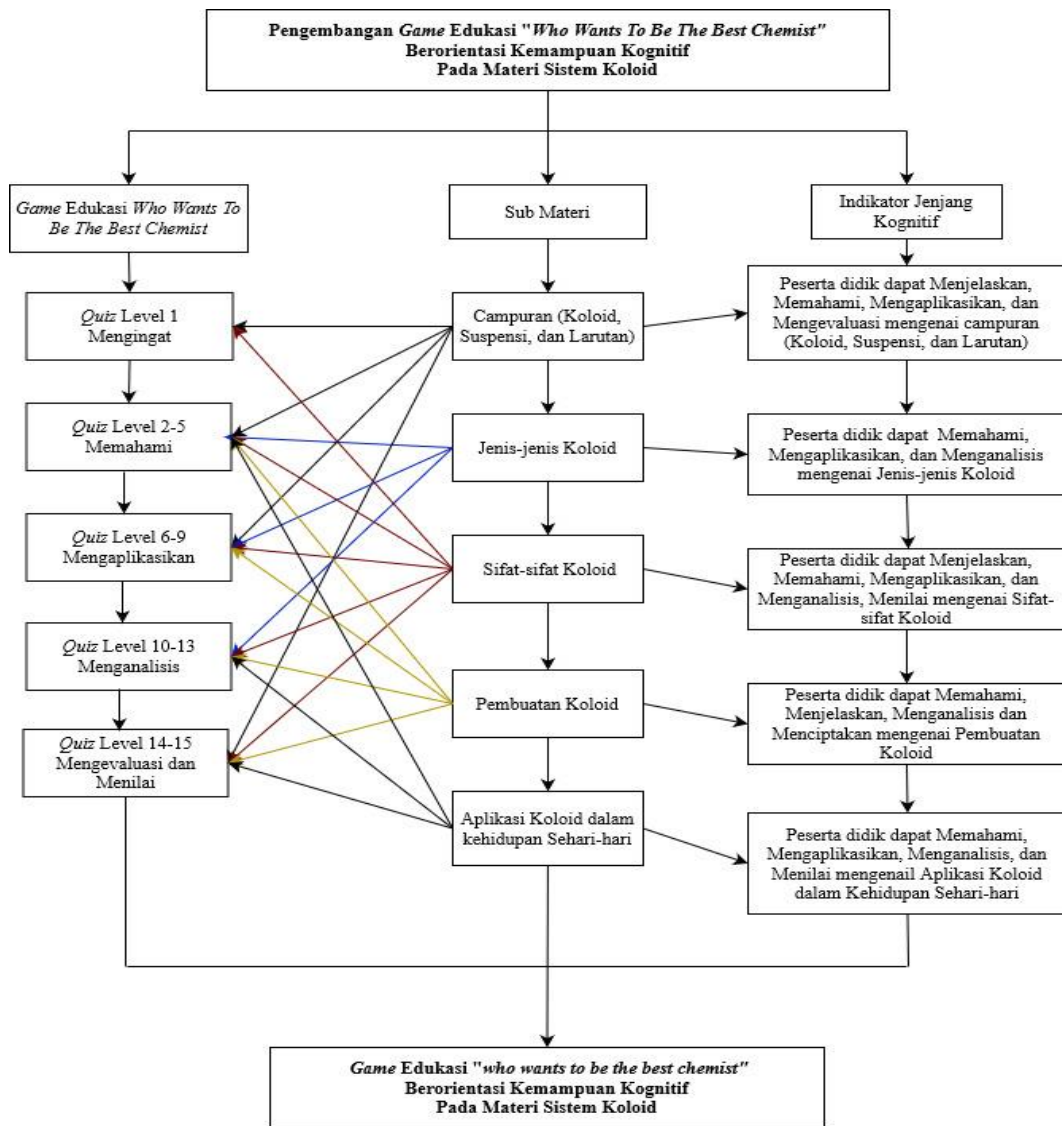 Pengembangan Game Edukasi "Who Wants To Be The Best Chemist"
Berorientasi Kemampuan Kognitif
Pada Materi Sistem Koloid
Game Edukasi Who Wants To
Be The Best Chemist
Quiz Level 1
Mengingat
Quiz Level 2-5
Memahami
Quiz Level 6-9
Mengaplikasikan
Quiz Level 10-13
Menganalisis
Quiz Level 14-15
Mengevaluasi dan
Menilai
Sub Materi
Campuran (Koloid,
Suspensi, dan Larutan)
Jenis-jenis Koloid
Sifat-sifat Koloid
Pembuatan Koloid
Aplikasi Koloid dalam
kehidupan Sehari-hari
Indikator Jenjang
Kognitif
Peserta didik dapat Menjelaskan,
Memahami, Mengaplikasikan, dan
Mengevaluasi mengenai campuran
(Koloid, Suspensi, dan Larutan)
Peserta didik dapat Memahami,
Mengaplikasikan, dan Menganalisis
mengenai Jenis-jenis Koloid
Peserta didik dapat Menjelaskan,
Memahami, Mengaplikasikan, dan
Menganalisis, Menilai mengenai Sifat-
sifat Koloid
Peserta didik dapat Memahami,
Menjelaskan, Menganalisis dan
Menciptakan mengenai Pembuatan
Koloid
Peserta didik dapat Memahami,
Mengaplikasikan, Menganalisis, dan
Menilai mengenail Aplikasi Koloid
dalam Kehidupan Sehari-hari
Game Edukasi "who wants to be the best chemist"
Berorientasi Kemampuan Kognitif
Pada Materi Sistem Koloid